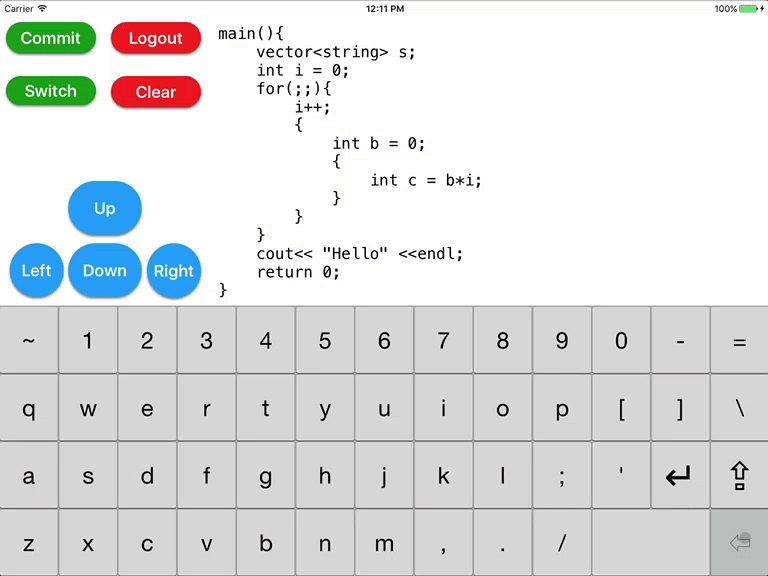 Carrier 12:11 PM 100%
Commit Logout
Switch Clear
Up
Left Down Right
main(){
    vector<string> s;
    int i = 0;
    for(;;){
        i++;
        {
            int b = 0;
            {
                int c = b*i;
            }
        }
    }
    cout<< "Hello" <<endl;
    return 0;
}
~ 1 2 3 4 5 6 7 8 9 0 - =
q w e r t y u i o p [ ] \
a s d f g h j k l ; '
z x c v b n m , . /